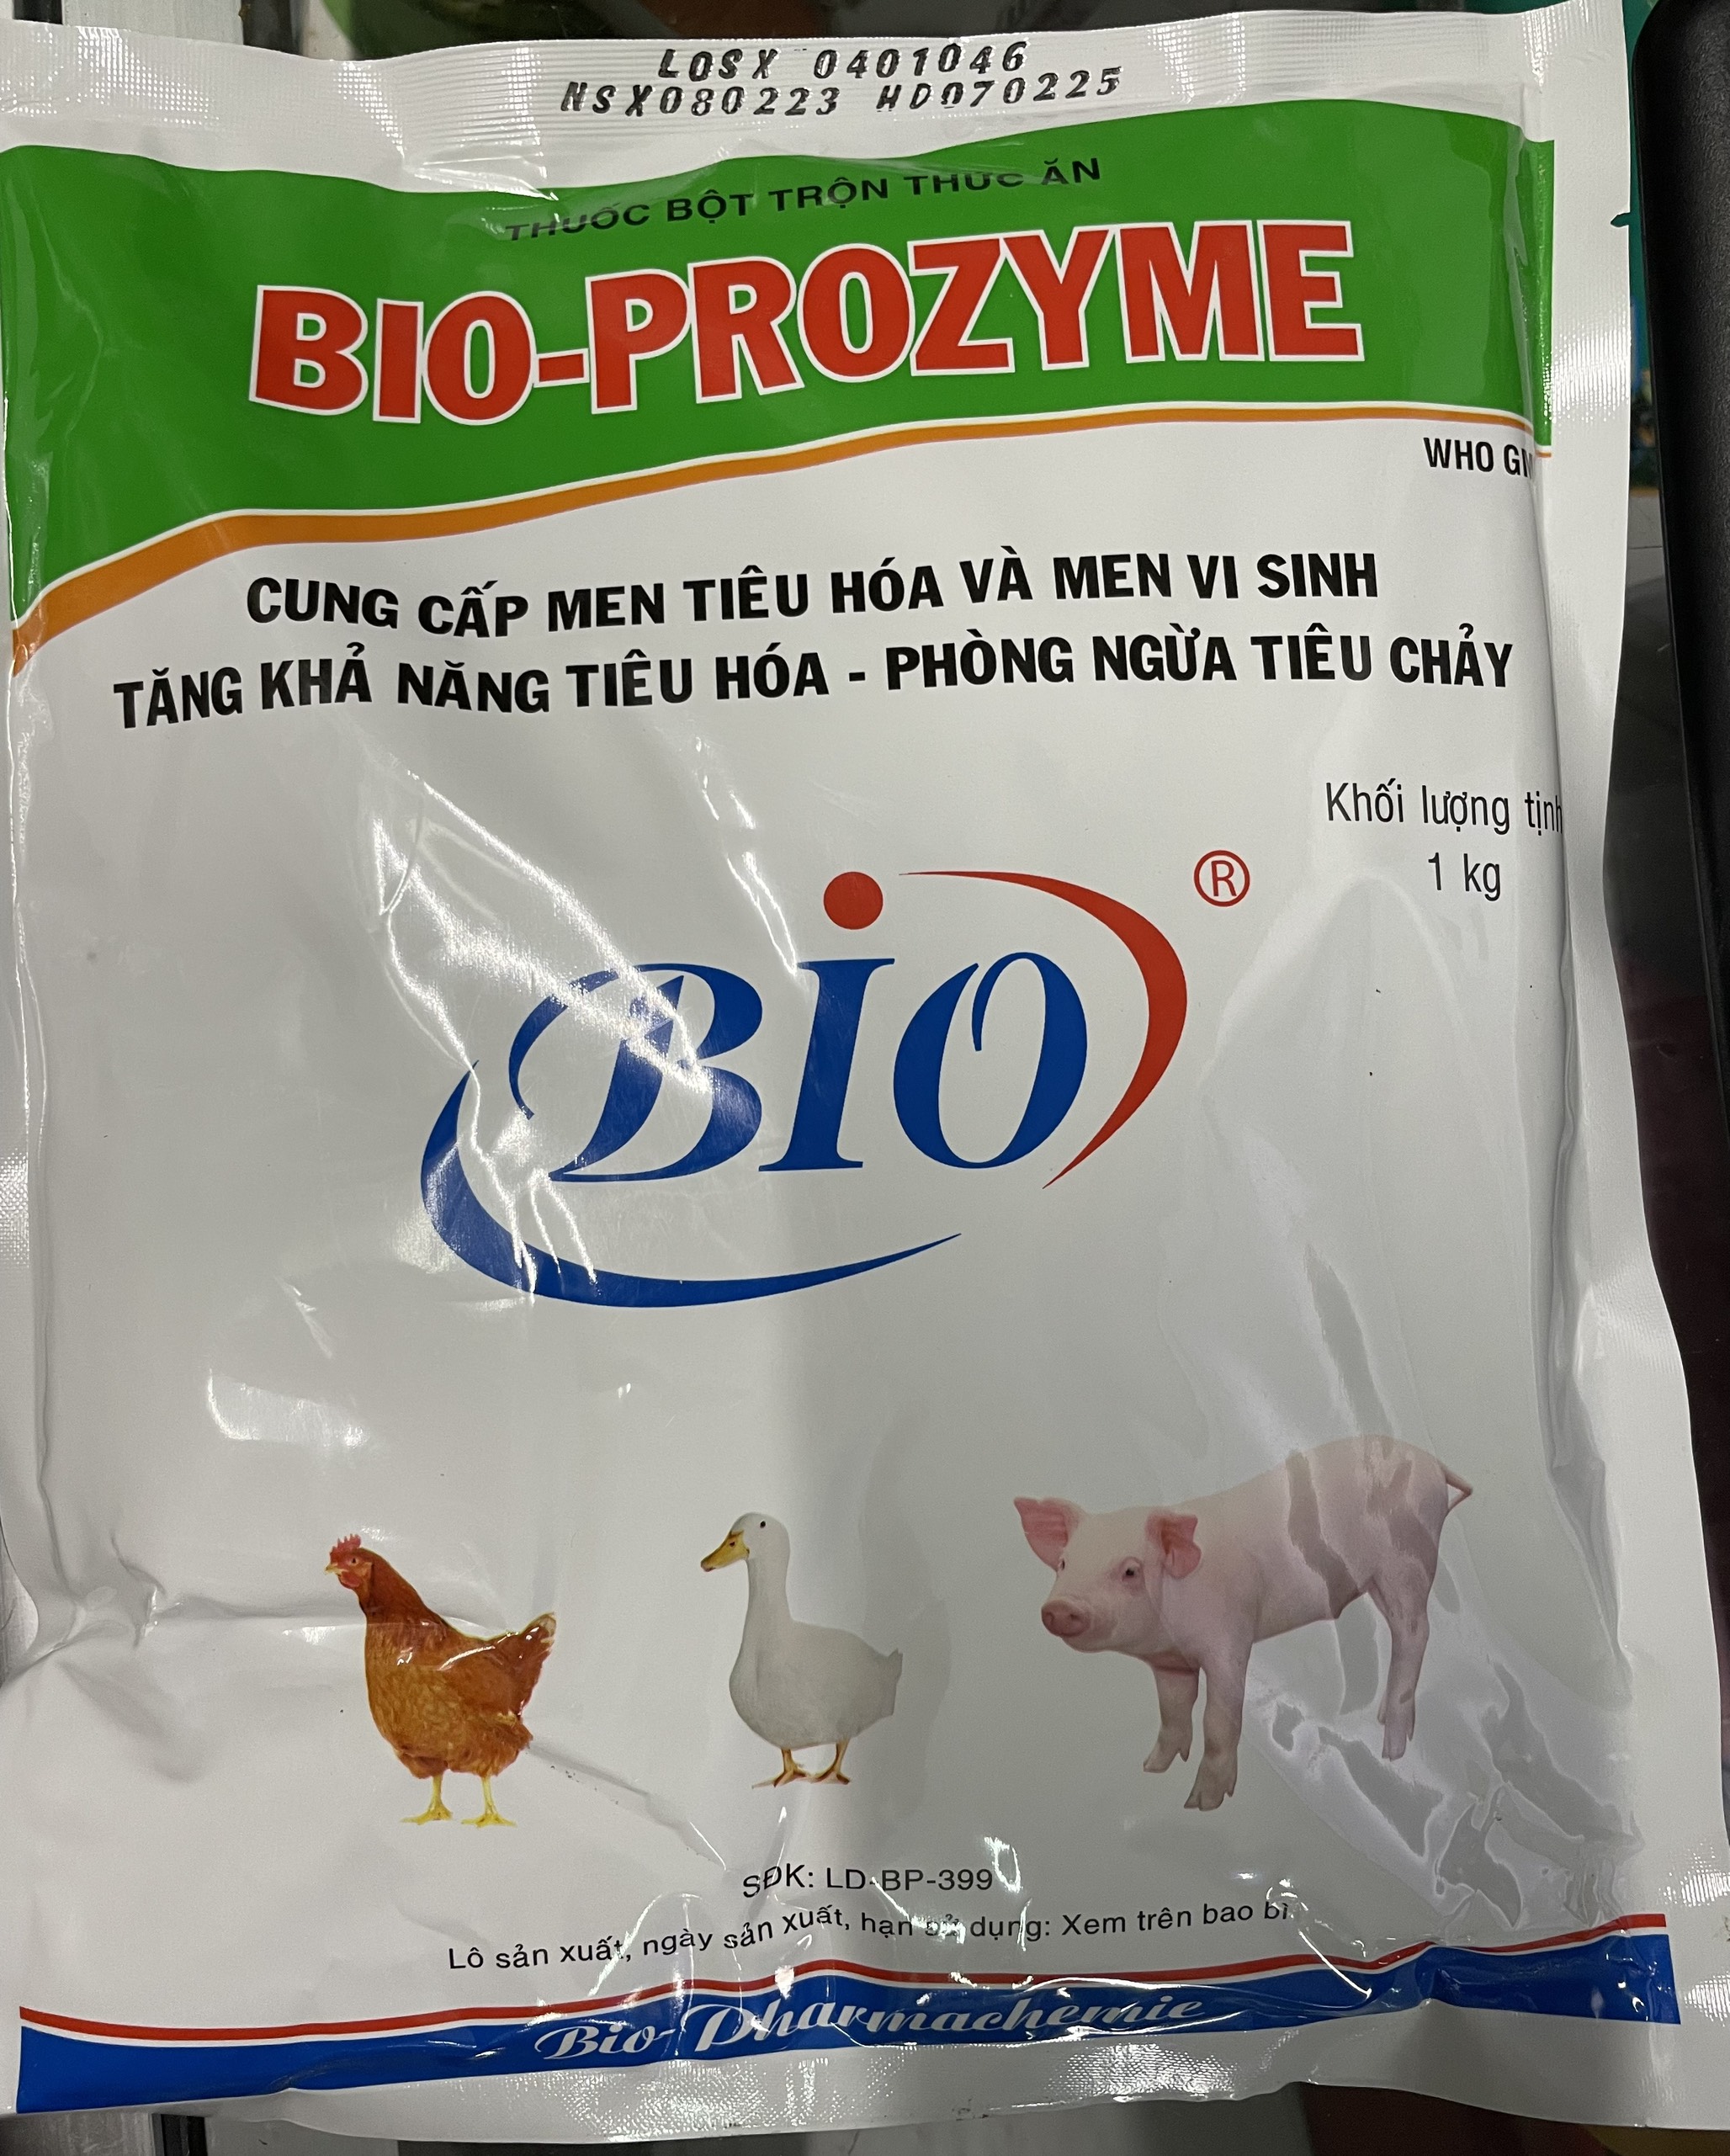 LOSX 0401046
NSX080223 HD070225
THUỐC BỘT TRỘN THỨC ĂN
BIO-PROZYME
WHO
CUNG CẤP MEN TIÊU HÓA VÀ MEN VI SINH
TĂNG KHẢ NĂNG TIÊU HÓA - PHÒNG NGỪA TIÊU CHẢY
Khối lượng tịnh
1 kg
BIO ®
SĐK: LD-BP-399
Lô sản xuất, ngày sản xuất, hạn sử dụng: Xem trên bao bì
Bio-Pharmachemie